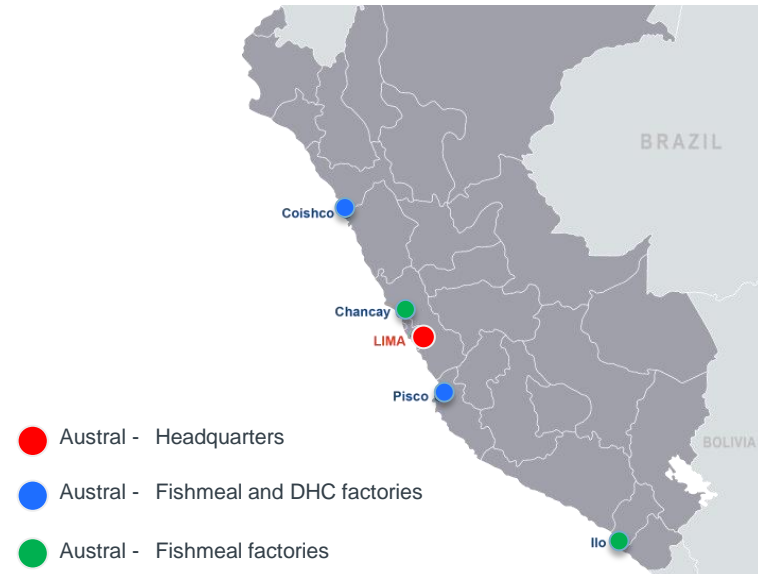 BRAZIL
Coishco
Chancay
LIMA
Pisco
BOLIVIA
Ilo
Austral - Headquarters
Austral - Fishmeal and DHC factories
Austral - Fishmeal factories